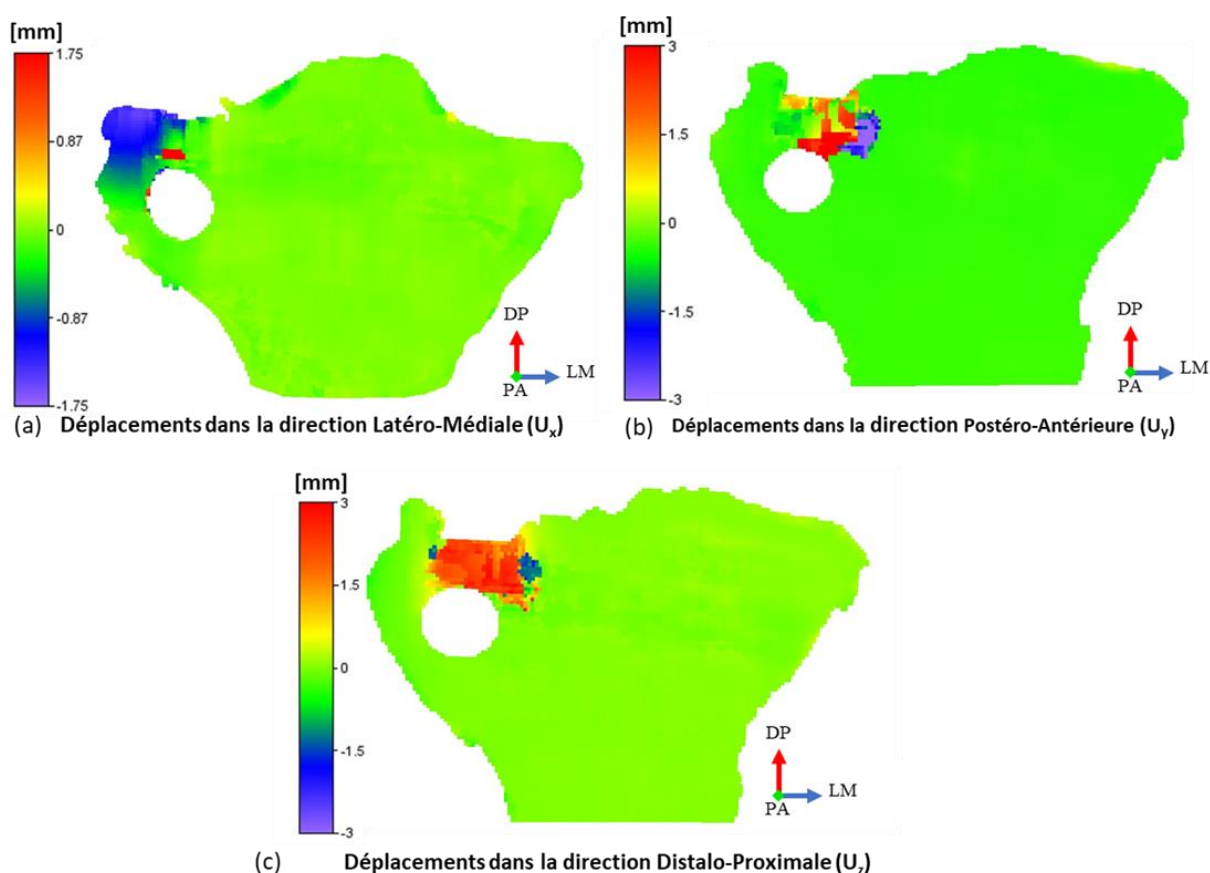 [mm]
1.75
0.87
0
-0.87
-1.75
DP
LM
PA
(a) Déplacements dans la direction Latéro-Médiale (Ux)
[mm]
3
1.5
0
-1.5
-3
DP
LM
PA
(b) Déplacements dans la direction Postéro-Antérieure (Uy)
[mm]
3
1.5
0
-1.5
-3
DP
LM
PA
(c) Déplacements dans la direction Distalo-Proximale (Uz)